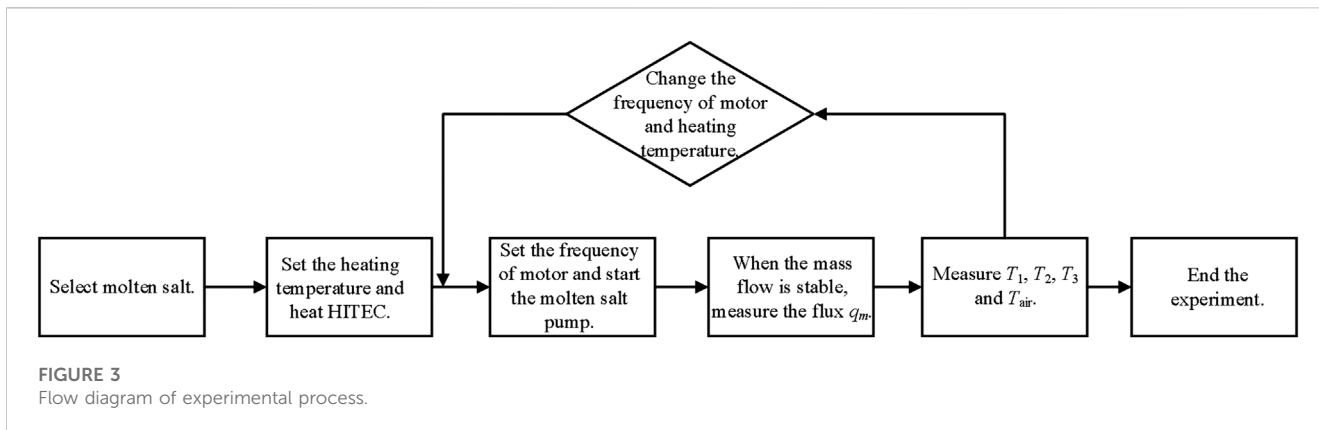 Change the
frequency of motor
and heating
temperature.
Select molten salt.
Set the heating
temperature and
heat HITEC.
Set the frequency
of motor and start
the molten salt
pump.
When the mass
flow is stable,
measure the flux qm.
Measure T1, T2, T3
and Tair.
End the
experiment.
FIGURE 3
Flow diagram of experimental process.